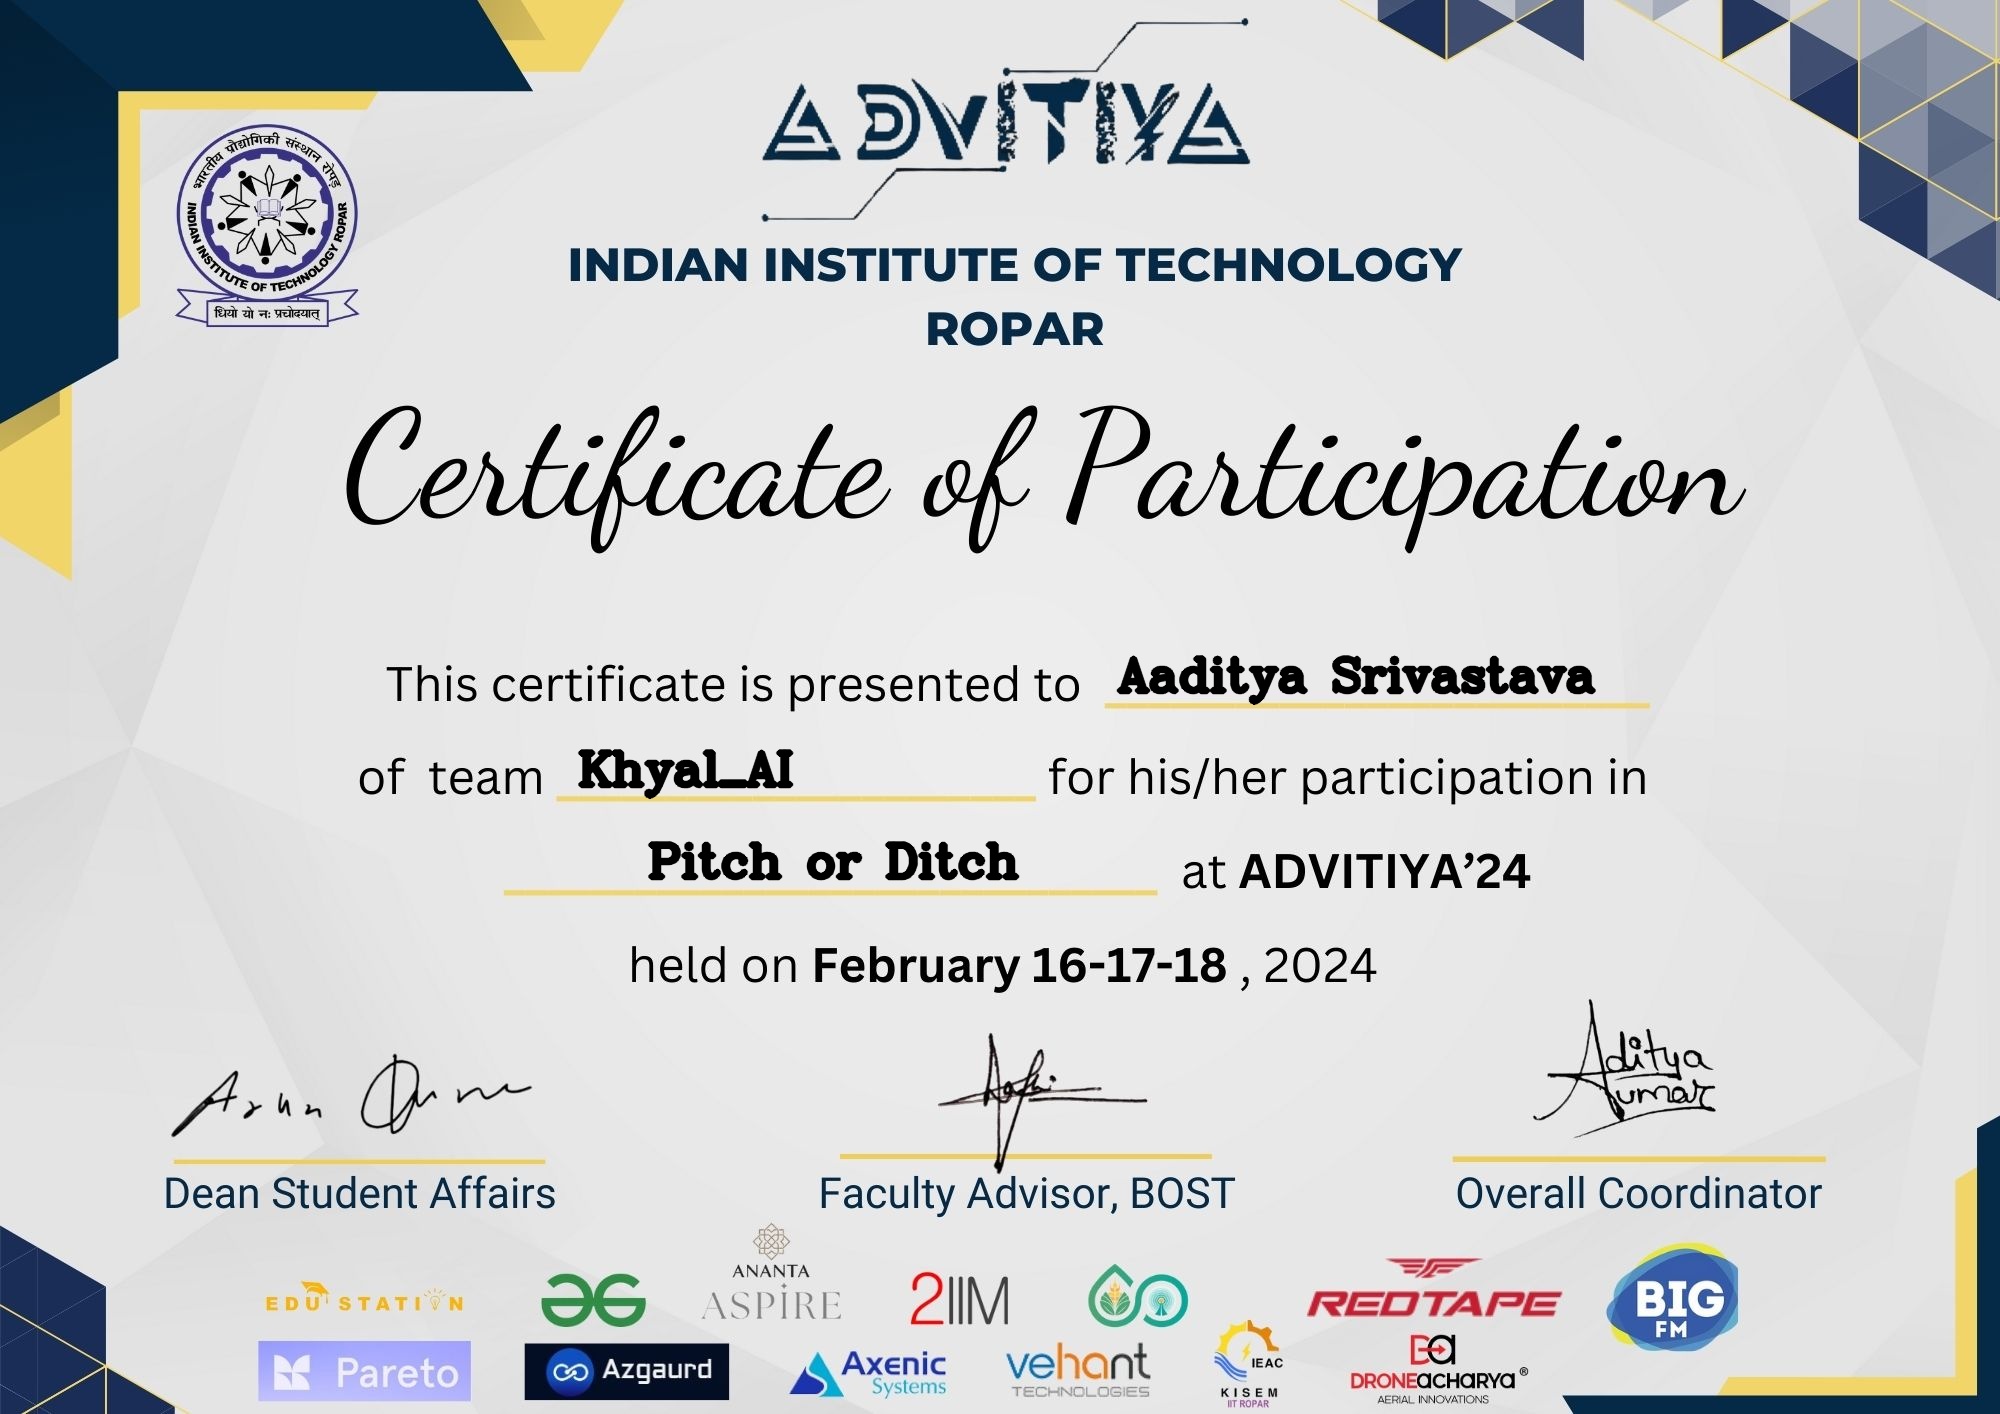 ADVITIYA
भारतीय प्रौद्योगिकी संस्थान रोपड़
INDIAN INSTITUTE OF TECHNOLOGY ROPAR
धियो यो नः प्रचोदयात्
INDIAN INSTITUTE OF TECHNOLOGY
ROPAR
Certificate of Participation
This certificate is presented to Aaditya Srivastava
of team Khyal_AI for his/her participation in
Pitch or Ditch at ADVITIYA’24
held on February 16-17-18 , 2024
Aditya
Kumar
Dean Student Affairs
Faculty Advisor, BOST
Overall Coordinator
EDU STATION
ANANTA
ASPIRE
2IIM
REDTAPE
BIG
FM
Pareto
Azgaurd
Axenic
Systems
vehant
TECHNOLOGIES
IEAC
KISEM
IIT ROPAR
DRONEACHARYA®
AERIAL INNOVATIONS